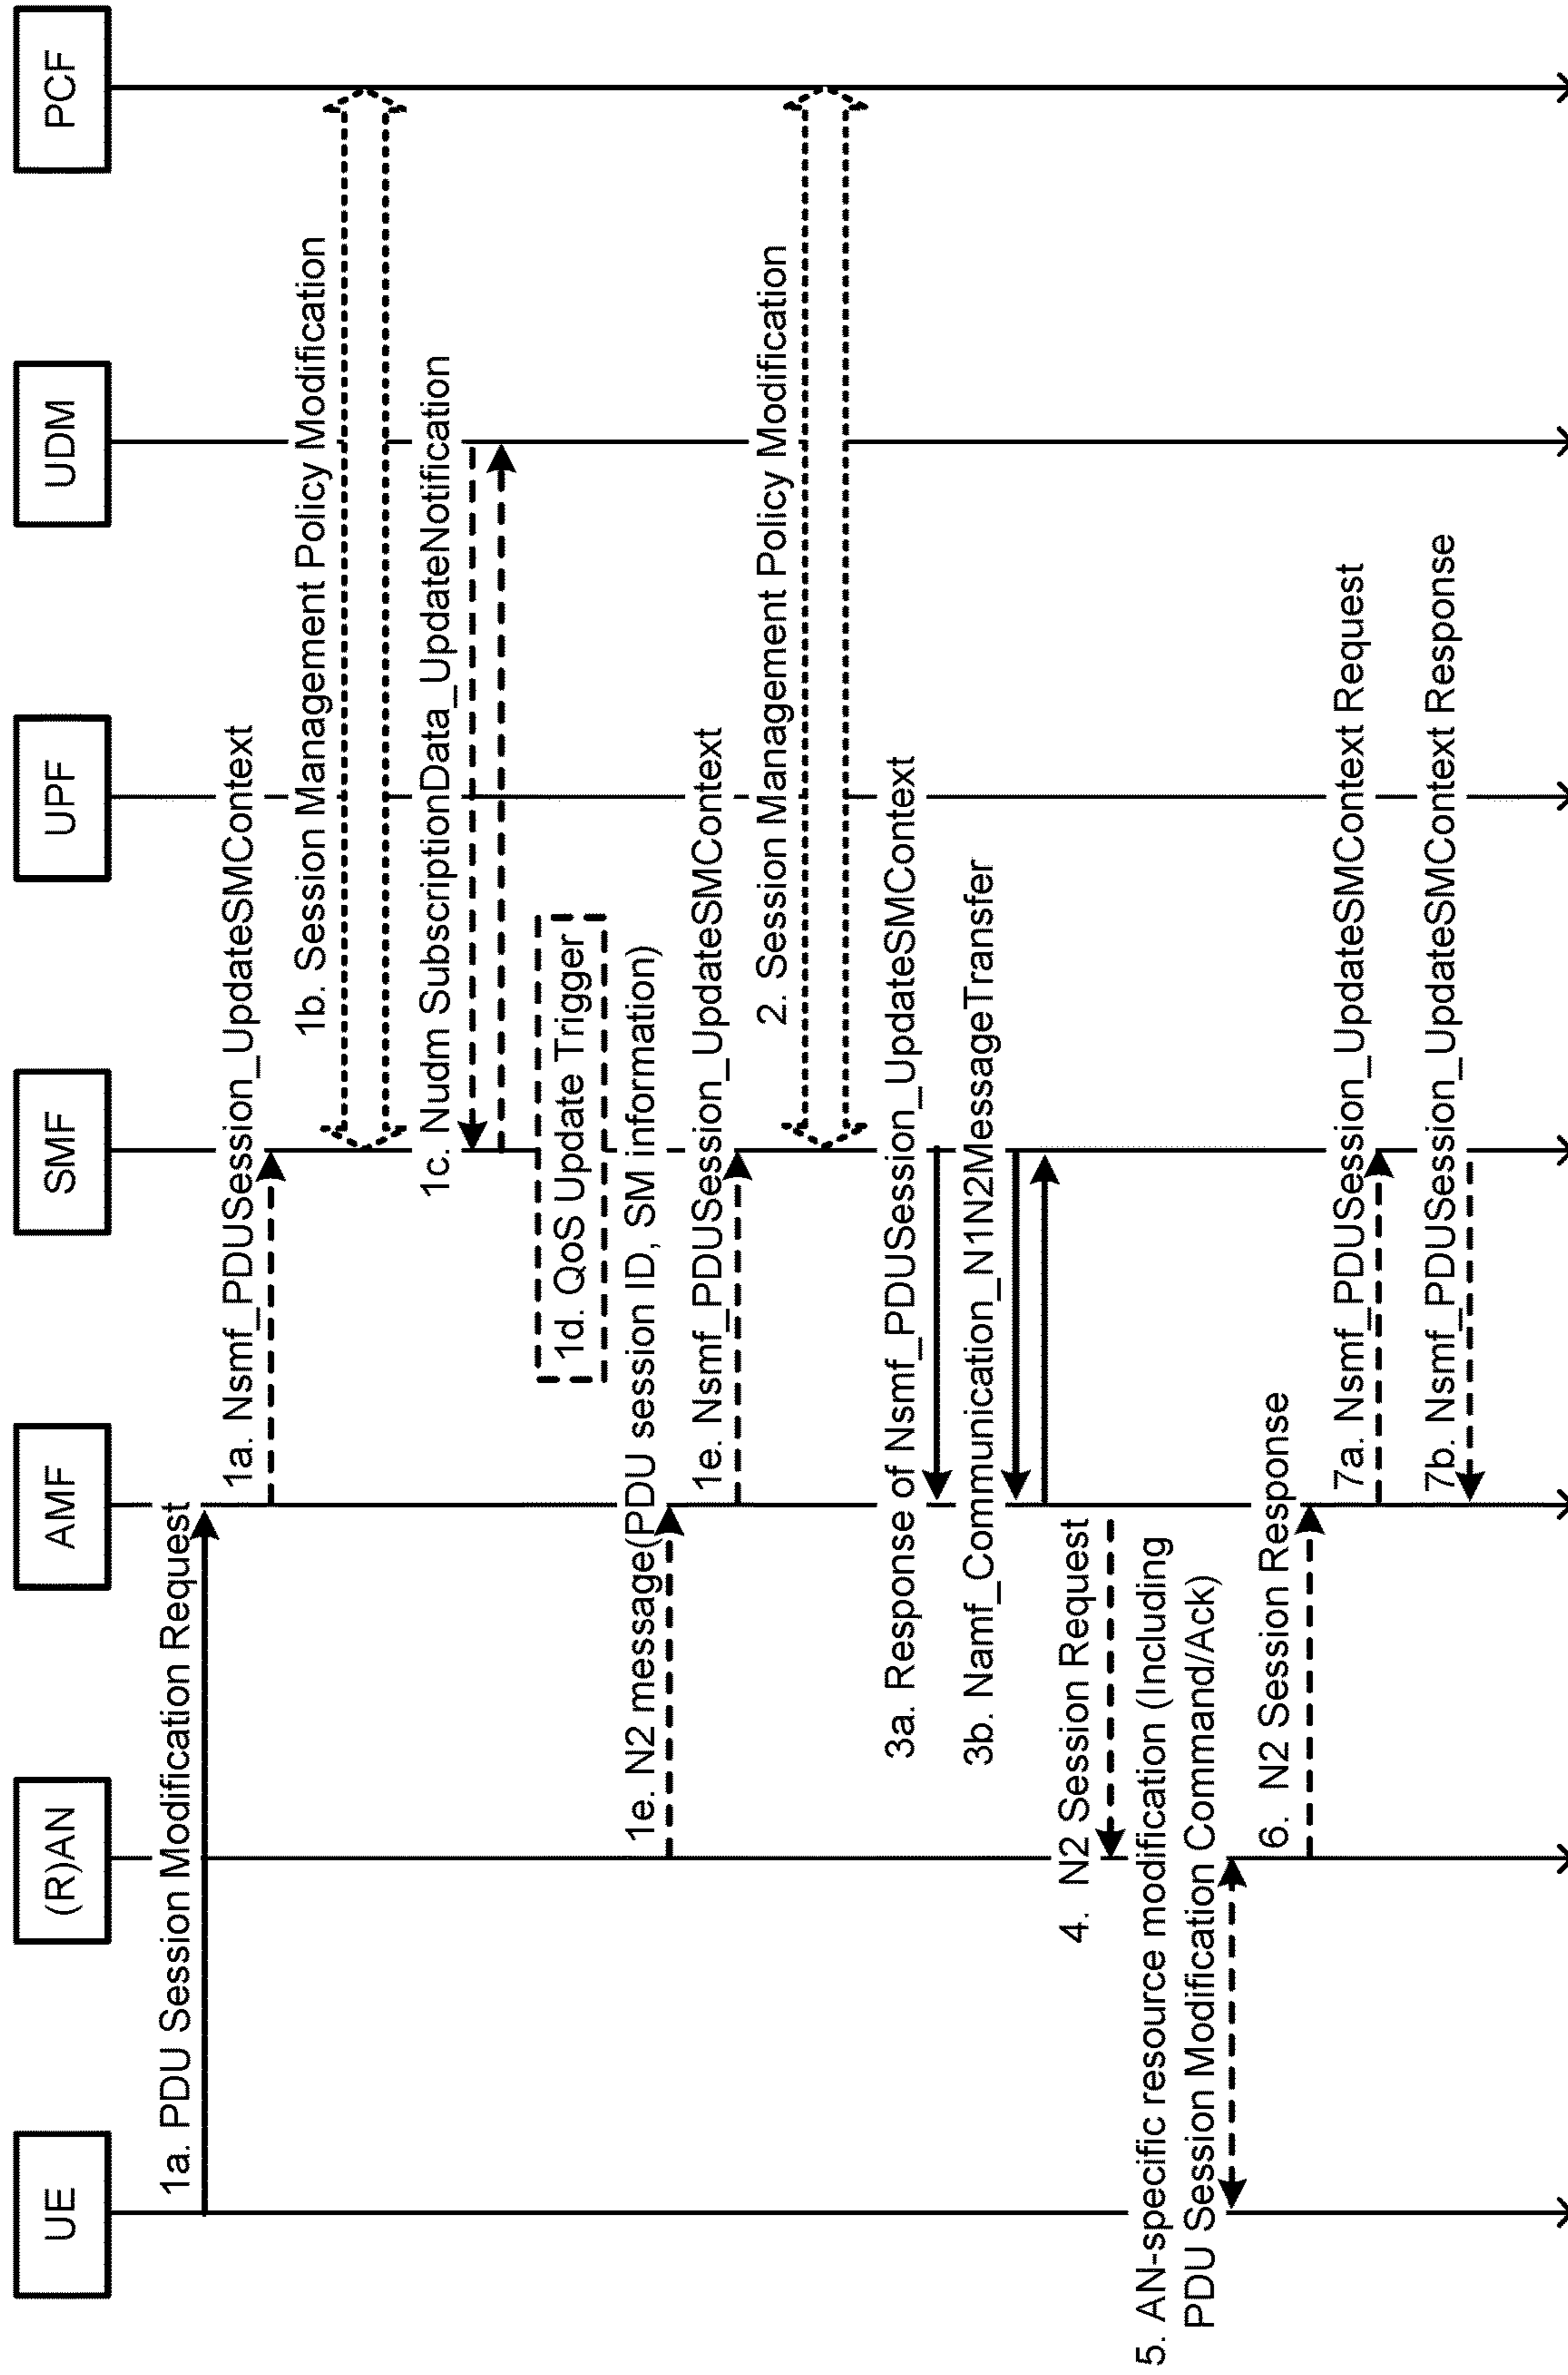 UE
(R)AN
AMF
SMF
UPF
UDM
PCF
1a. PDU Session Modification Request
1a. Nsmf_PDUSession_UpdateSMContext
1b. Session Management Policy Modification
1c. Nudm SubscriptionData_UpdateNotification
1d. QoS Update Trigger
1e. N2 message(PDU session ID, SM information)
1e. Nsmf_PDUSession_UpdateSMContext
2. Session Management Policy Modification
3a. Response of Nsmf_PDUSession_UpdateSMContext
3b. Namf_Communication_N1N2MessageTransfer
4. N2 Session Request
5. AN-specific resource modification (Including
PDU Session Modification Command/Ack)
6. N2 Session Response
7a. Nsmf_PDUSession_UpdateSMContext Request
7b. Nsmf_PDUSession_UpdateSMContext Response